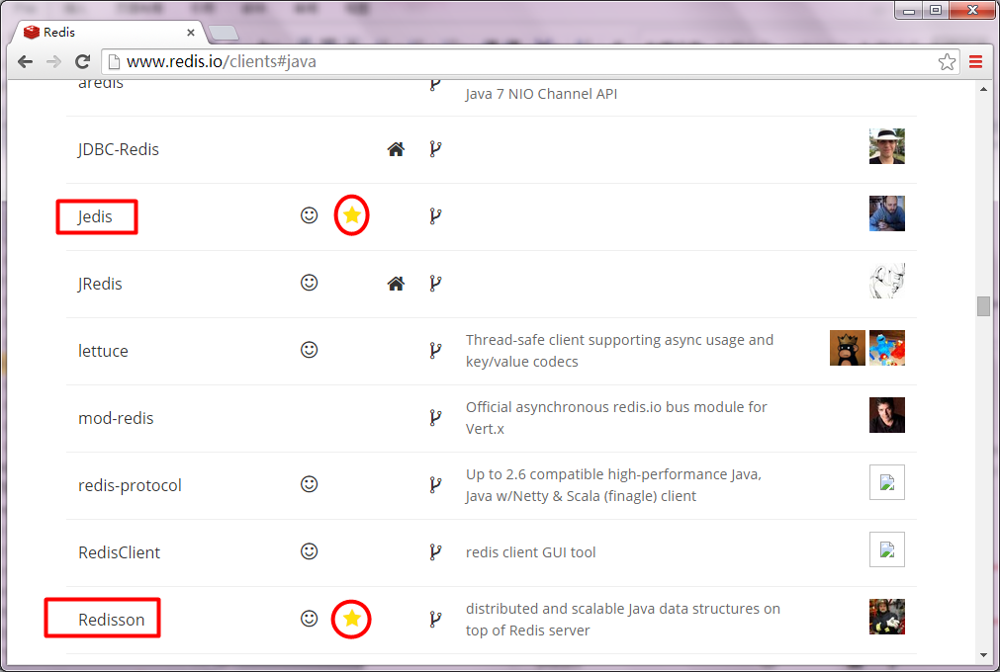 Redis
www.redis.io/clients#java
aredis
Java 7 NIO Channel API
JDBC-Redis
Jedis
JRedis
lettuce
Thread-safe client supporting async usage and
key/value codecs
mod-redis
Official asynchronous redis.io bus module for
Vert.x
redis-protocol
Up to 2.6 compatible high-performance Java,
Java w/Netty & Scala (finagle) client
RedisClient
redis client GUI tool
Redisson
distributed and scalable Java data structures on
top of Redis server